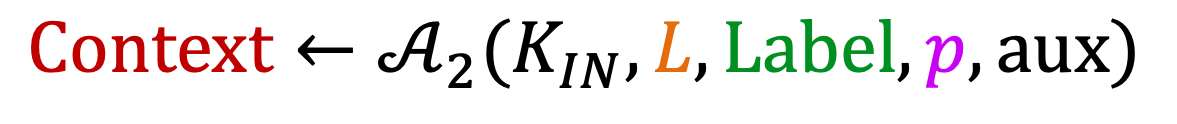 Context ← 𝒜₂(K_IN, L, Label, p, aux)